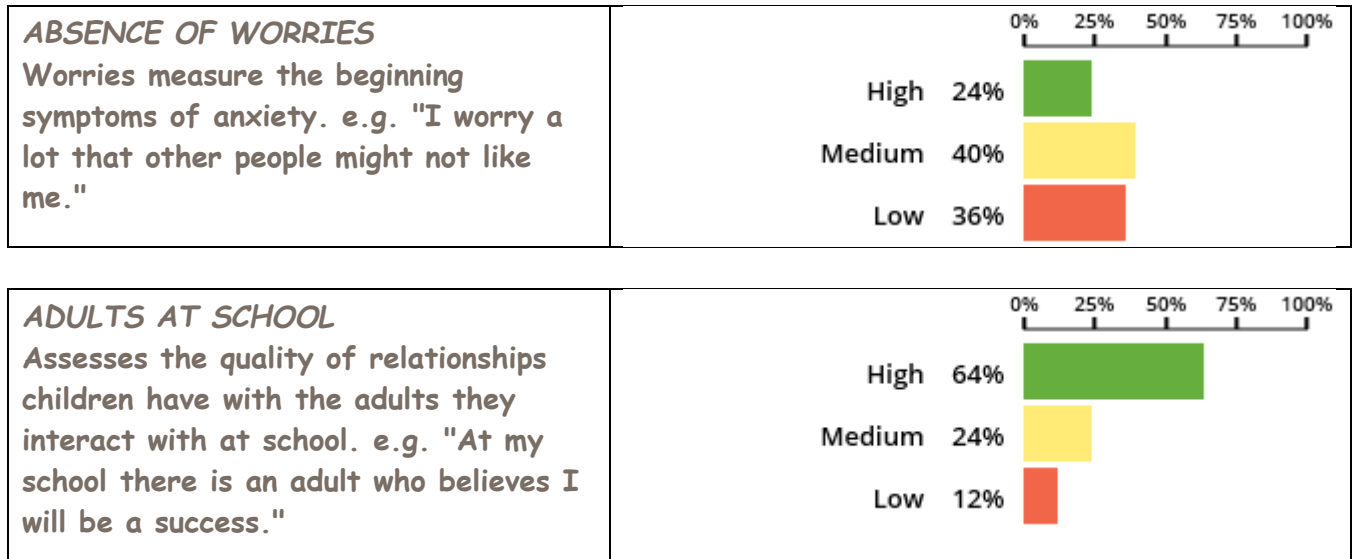 ABSENCE OF WORRIES
Worries measure the beginning
symptoms of anxiety. e.g. "I worry a
lot that other people might not like
me."
0% 25% 50% 75% 100%
High 24%
Medium 40%
Low 36%
ADULTS AT SCHOOL
Assesses the quality of relationships
children have with the adults they
interact with at school. e.g. "At my
school there is an adult who believes I
will be a success."
0% 25% 50% 75% 100%
High 64%
Medium 24%
Low 12%